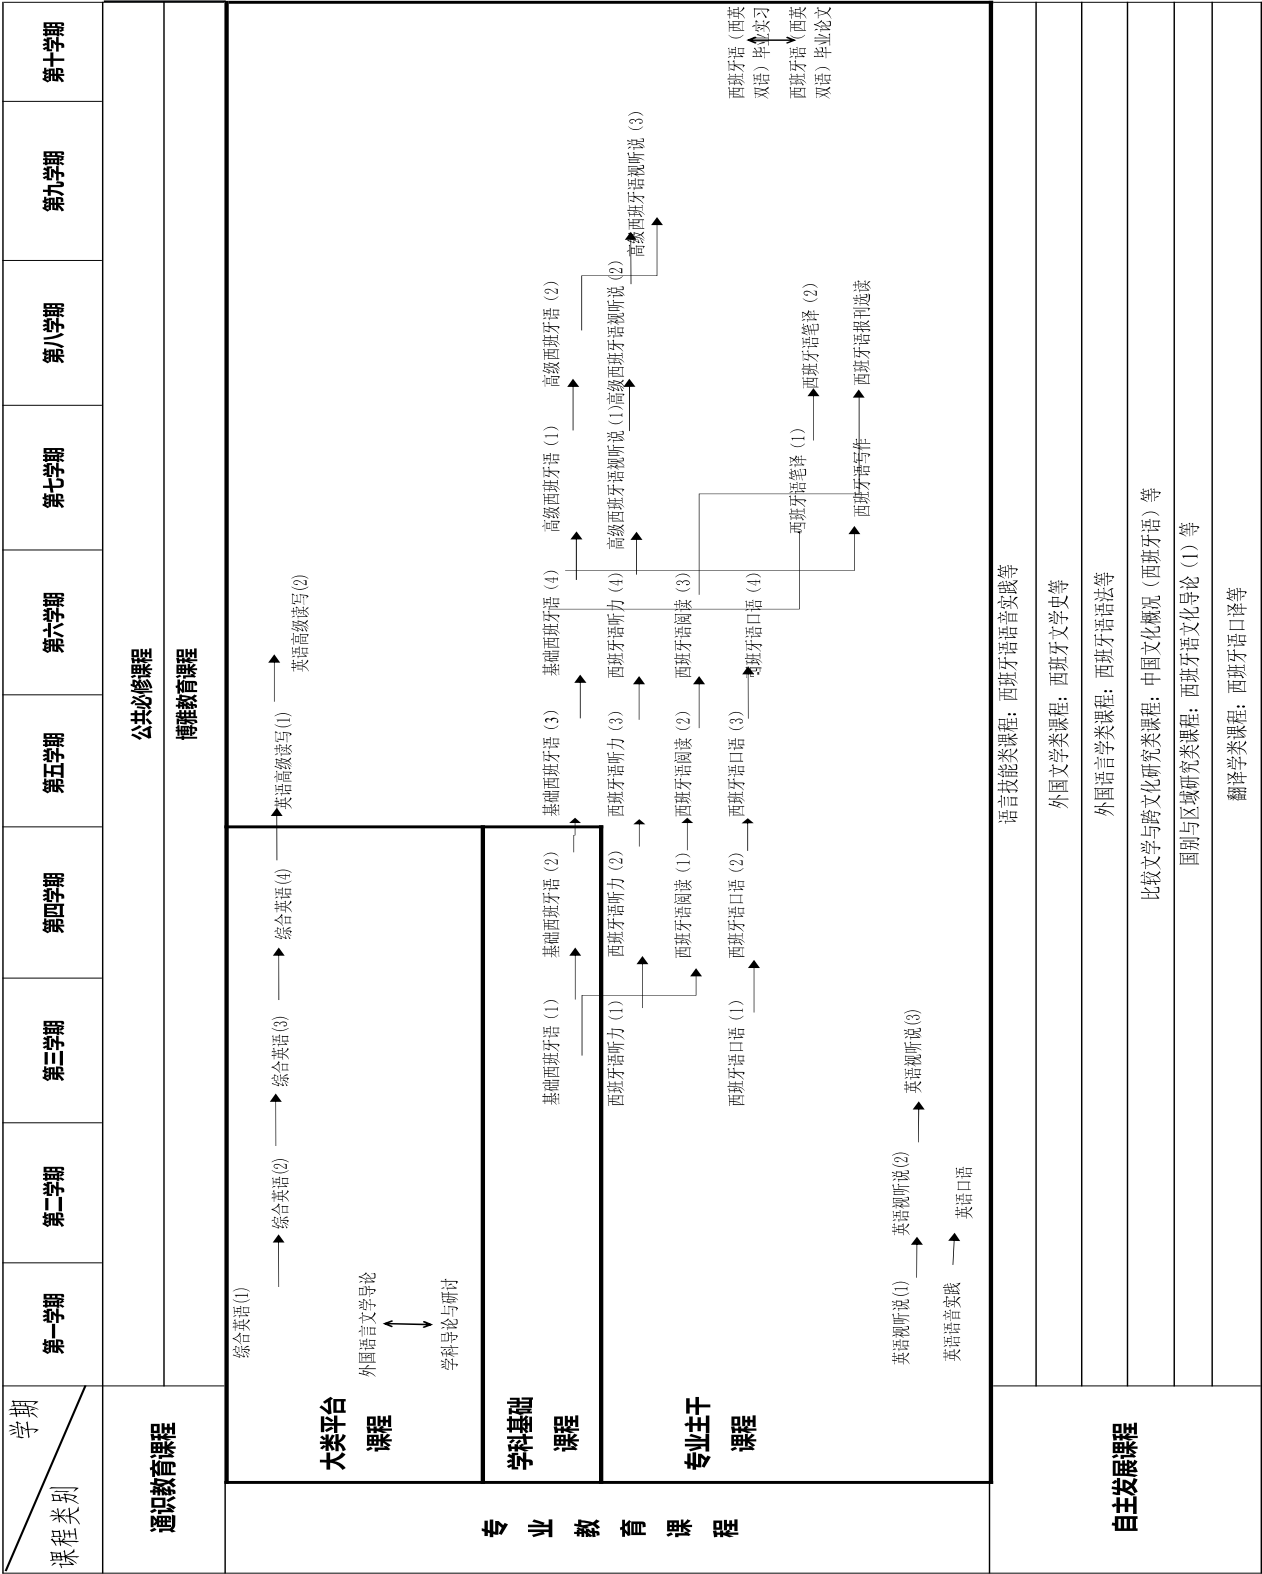 学期
课程类别
第一学期
第二学期
第三学期
第四学期
第五学期
第六学期
第七学期
第八学期
第九学期
第十学期
通识教育课程
公共必修课程
博雅教育课程
专业教育课程
大类平台
课程
综合英语(1)
综合英语(2)
综合英语(3)
综合英语(4)
英语高级读写(1)
英语高级读写(2)
外国语言文学导论
学科导论与研讨
学科基础
课程
基础西班牙语（1）
基础西班牙语（2）
基础西班牙语（3）
基础西班牙语（4）
高级西班牙语（1）
高级西班牙语（2）
专业主干
课程
西班牙语听力（1）
西班牙语听力（2）
西班牙语听力（3）
西班牙语听力（4）
高级西班牙语视听说（1）
高级西班牙语视听说（2）
高级西班牙语视听说（3）
西班牙语阅读（1）
西班牙语阅读（2）
西班牙语阅读（3）
西班牙语口语（1）
西班牙语口语（2）
西班牙语口语（3）
西班牙语口语（4）
西班牙语（西英
双语）毕业实习
西班牙语（西英
双语）毕业论文
西班牙语笔译（1）
西班牙语笔译（2）
西班牙语写作
西班牙语报刊选读
英语视听说(1)
英语视听说(2)
英语视听说(3)
英语语音实践
英语口语
自主发展课程
语言技能类课程：西班牙语语音实践等
外国文学类课程：西班牙文学史等
外国语言学类课程：西班牙语语法等
比较文学与跨文化研究类课程：中国文化概况（西班牙语）等
国别与区域研究类课程：西班牙语文化导论（1）等
翻译学类课程：西班牙语口译等